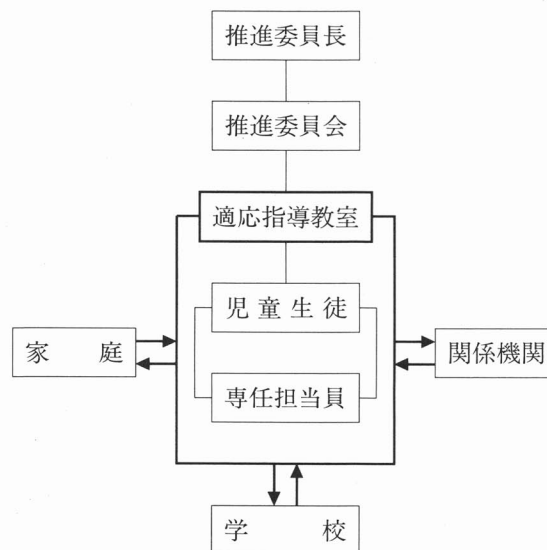 推進委員長
推進委員会
適応指導教室
児童生徒
家庭
関係機関
専任担当員
学校